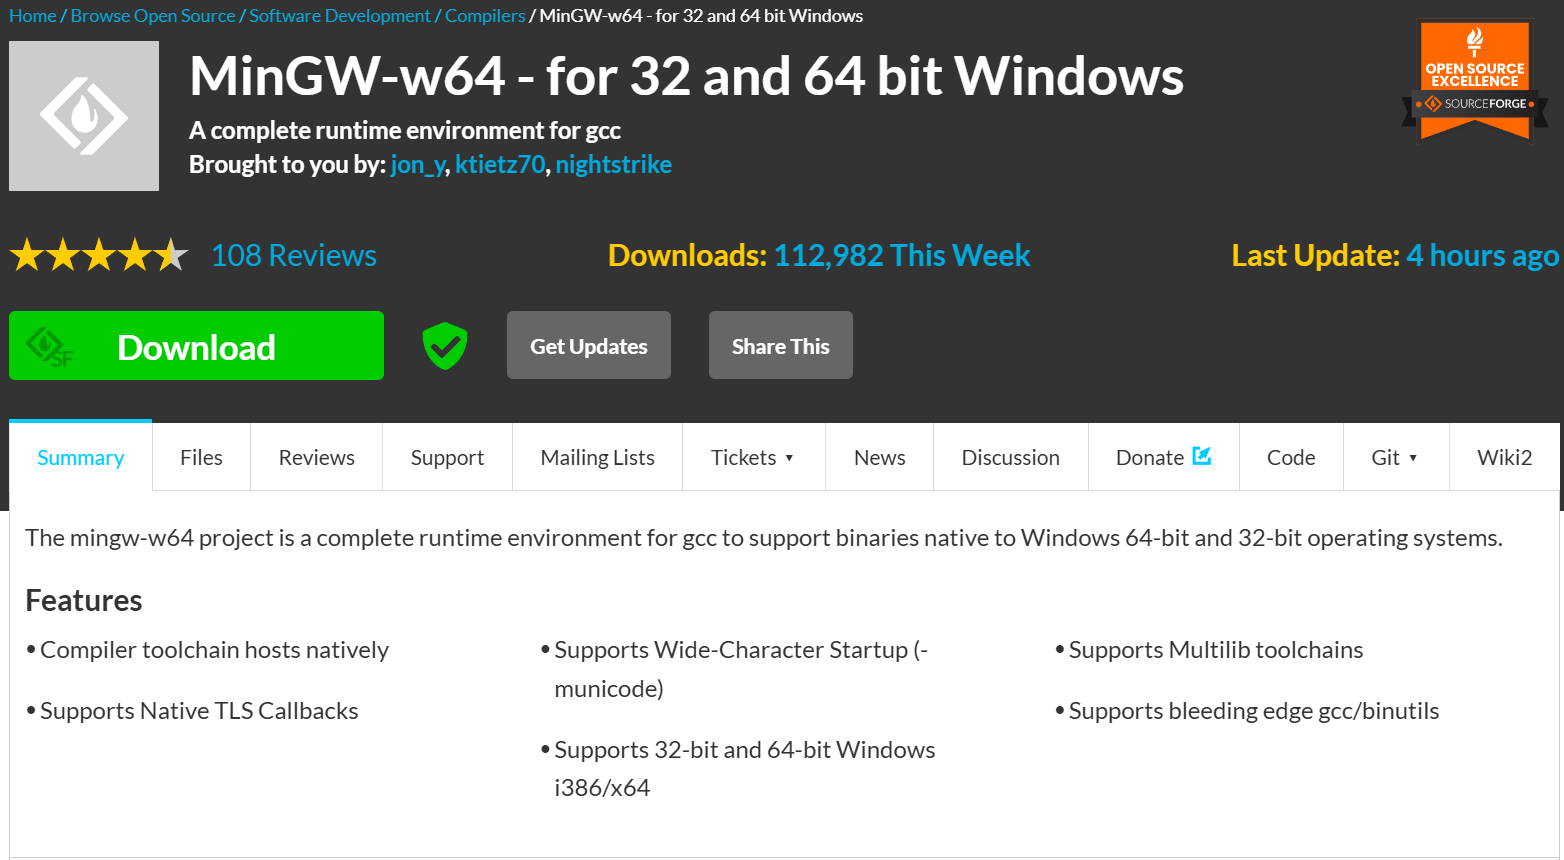 Home / Browse Open Source / Software Development / Compilers / MinGW-w64 - for 32 and 64 bit Windows
MinGW-w64 - for 32 and 64 bit Windows
A complete runtime environment for gcc
Brought to you by: jon_y, ktietz70, nightstrike
OPEN SOURCE
EXCELLENCE
SOURCEFORGE
108 Reviews
Downloads: 112,982 This Week
Last Update: 4 hours ago
SF
Download
Get Updates
Share This
Summary
Files
Reviews
Support
Mailing Lists
Tickets ▼
News
Discussion
Donate
Code
Git ▼
Wiki2
The mingw-w64 project is a complete runtime environment for gcc to support binaries native to Windows 64-bit and 32-bit operating systems.
Features
• Compiler toolchain hosts natively
• Supports Native TLS Callbacks
• Supports Wide-Character Startup (-
municode)
• Supports 32-bit and 64-bit Windows
i386/x64
• Supports Multilib toolchains
• Supports bleeding edge gcc/binutils